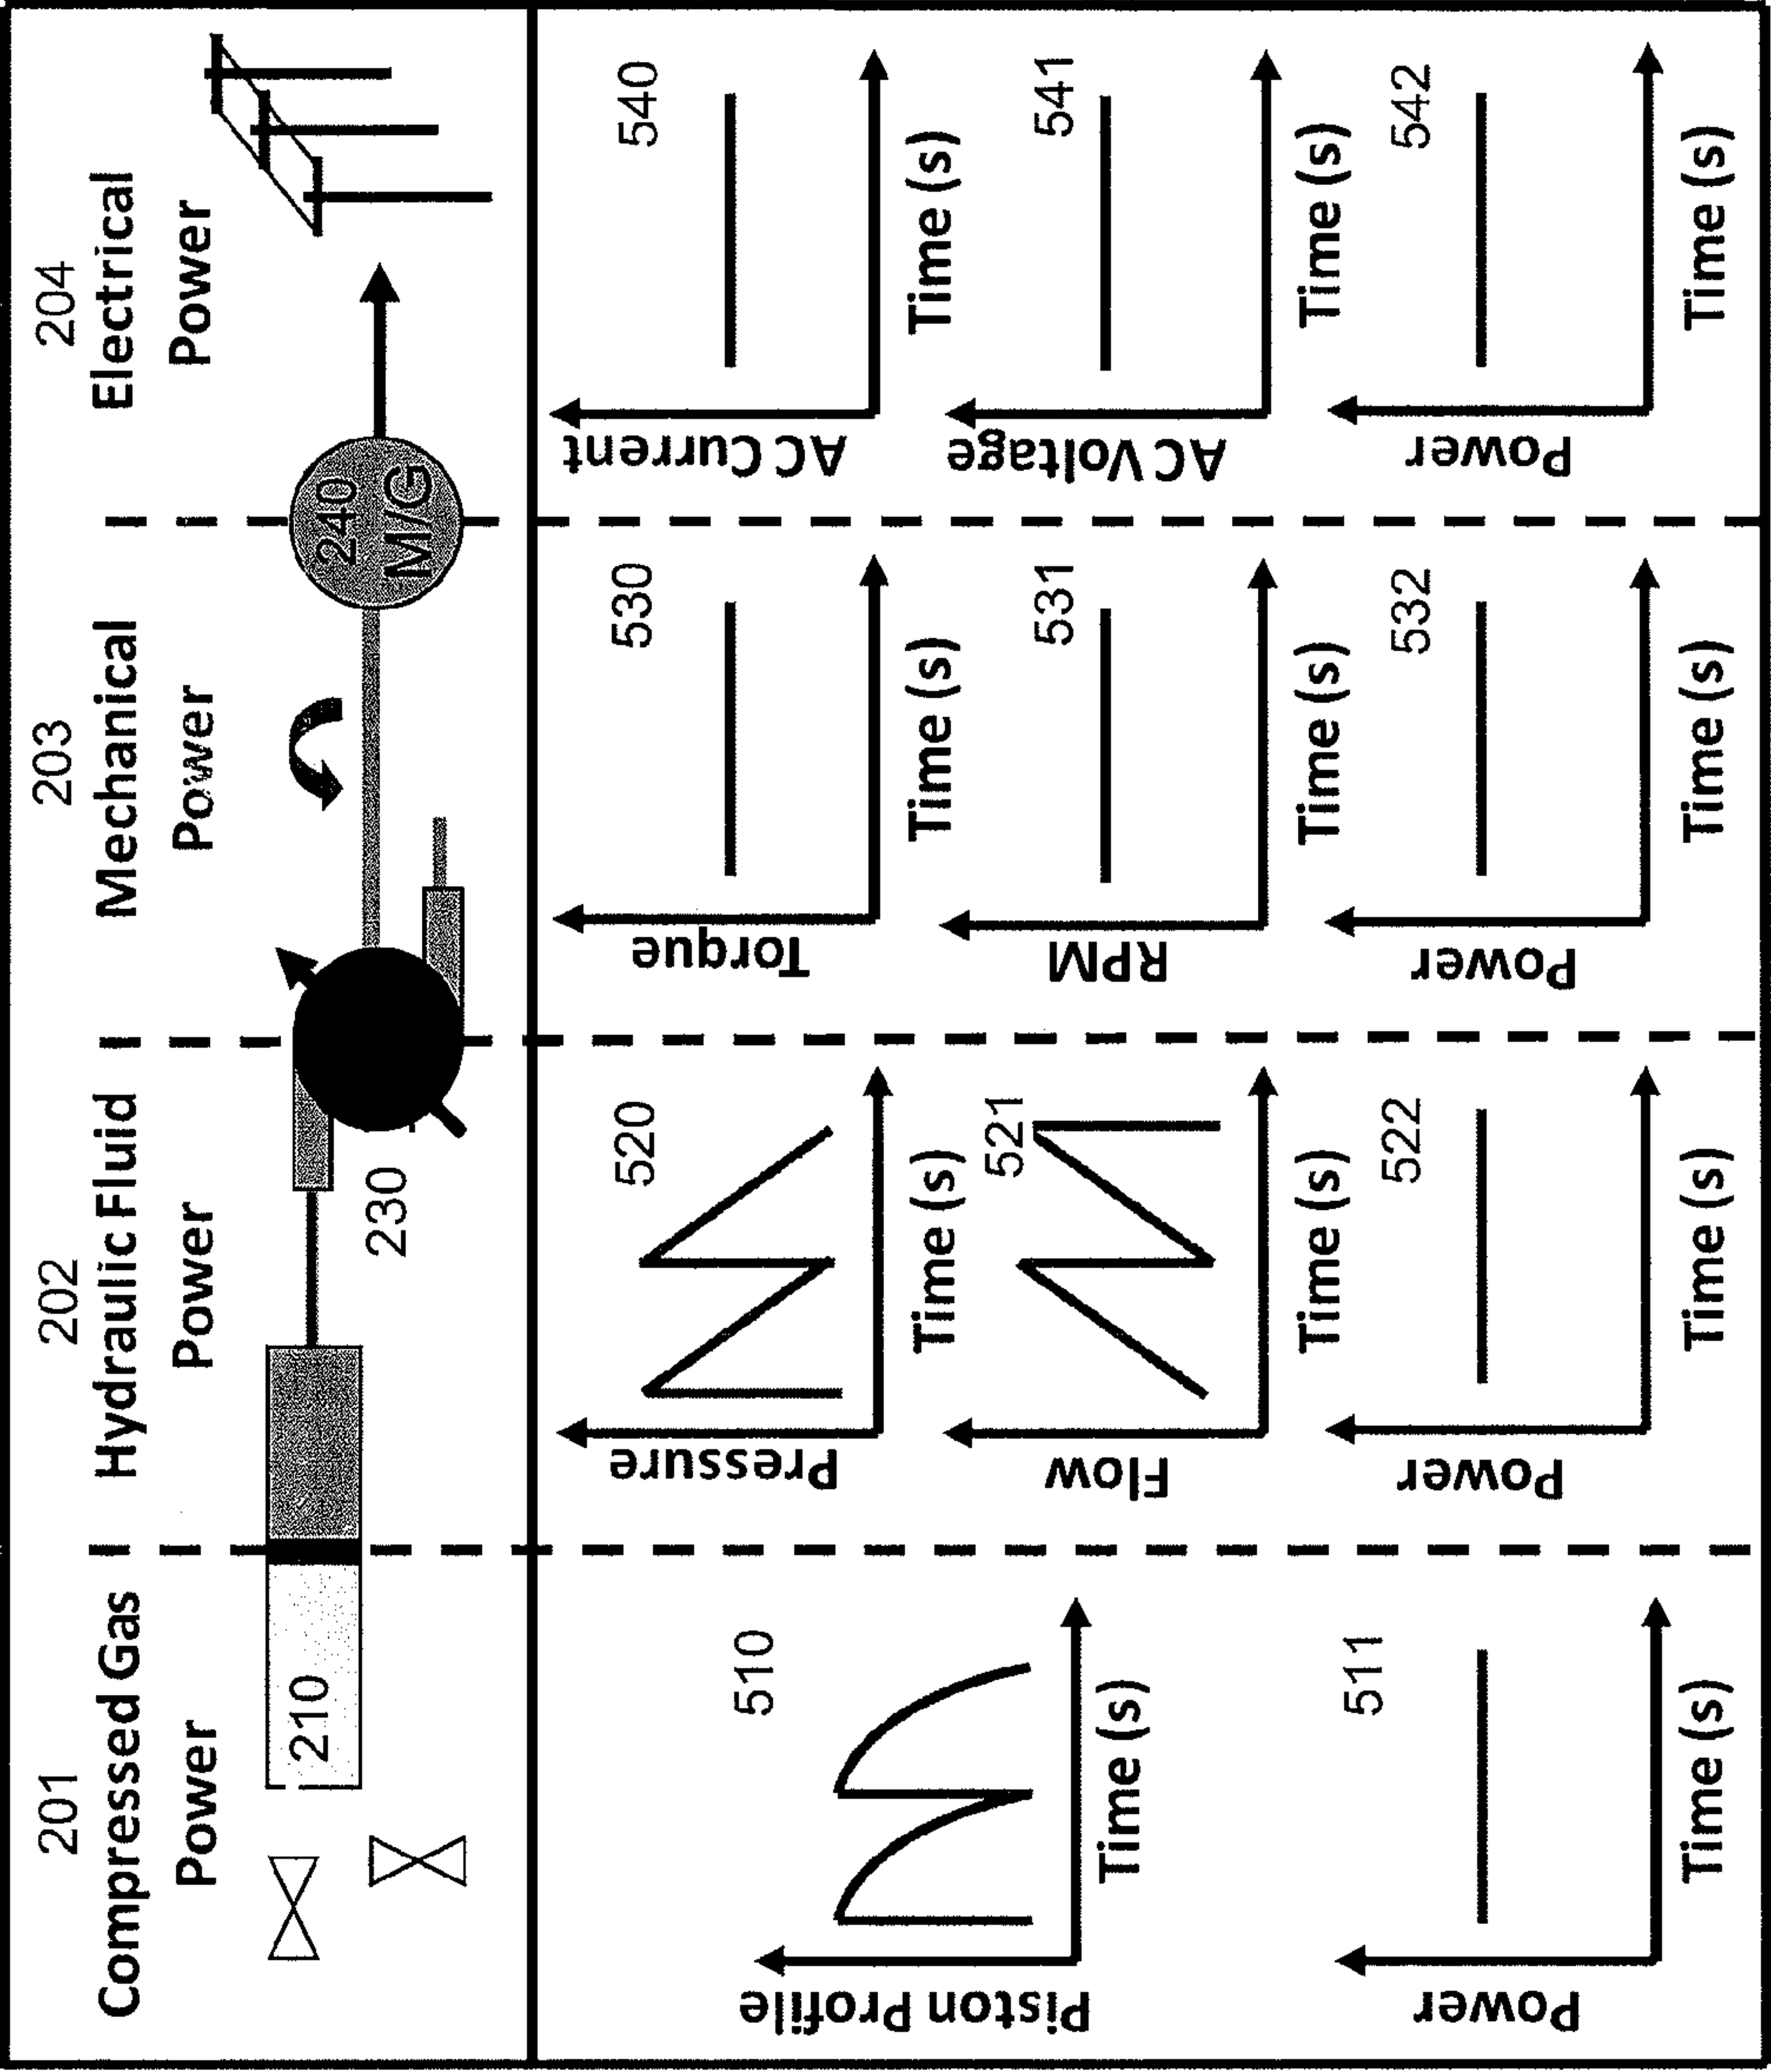 201
Compressed Gas
Power
202
Hydraulic Fluid
Power
203
Mechanical
Power
204
Electrical
Power
210
230
240
M/G
Piston Profile
510
Time (s)
Power
511
Time (s)
Pressure
520
Time (s)
Flow
521
Time (s)
Power
522
Time (s)
Torque
530
Time (s)
RPM
531
Time (s)
Power
532
Time (s)
AC Current
540
Time (s)
AC Voltage
541
Time (s)
Power
542
Time (s)